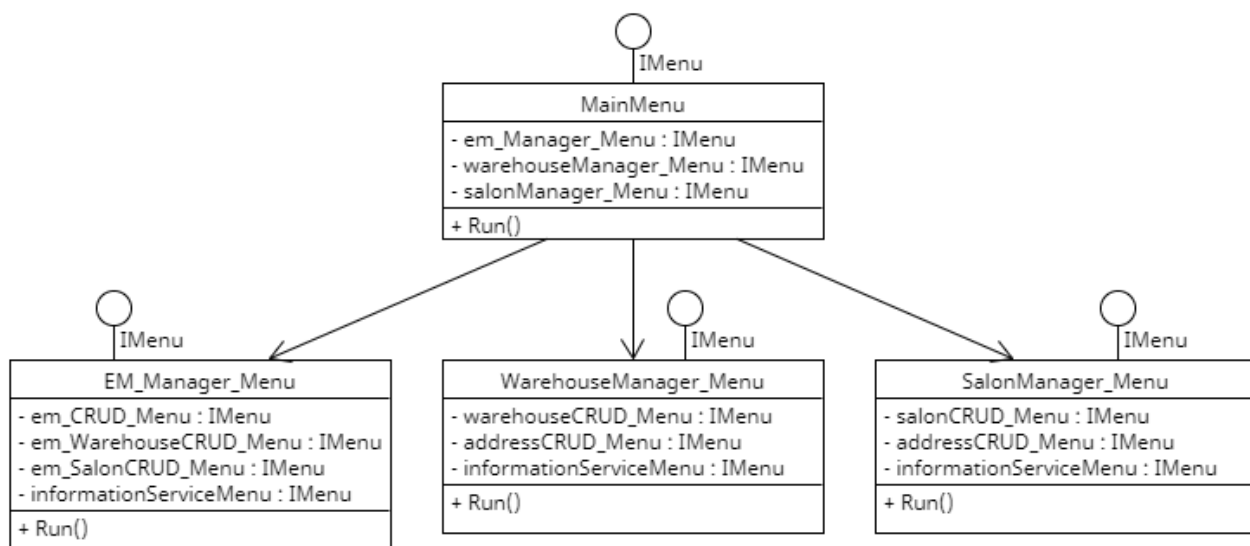 IMenu
MainMenu
- em_Manager_Menu : IMenu
- warehouseManager_Menu : IMenu
- salonManager_Menu : IMenu
+ Run()
IMenu
EM_Manager_Menu
- em_CRUD_Menu : IMenu
- em_WarehouseCRUD_Menu : IMenu
- em_SalonCRUD_Menu : IMenu
- informationServiceMenu : IMenu
+ Run()
IMenu
WarehouseManager_Menu
- warehouseCRUD_Menu : IMenu
- addressCRUD_Menu : IMenu
- informationServiceMenu : IMenu
+ Run()
IMenu
SalonManager_Menu
- salonCRUD_Menu : IMenu
- addressCRUD_Menu : IMenu
- informationServiceMenu : IMenu
+ Run()